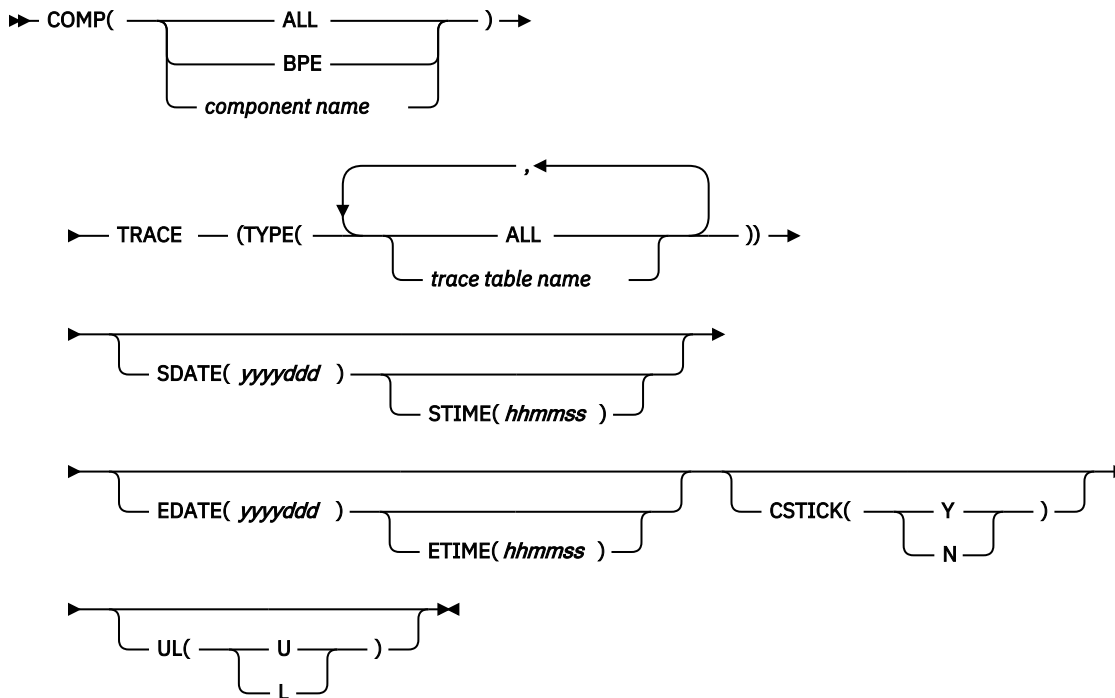 COMP( ALL )
BPE
component name
,
TRACE (TYPE( ALL ))
trace table name
SDATE( yyyyddd )
STIME( hhmmss )
EDATE( yyyyddd ) CSTICK( Y )
ETIME( hhmmss ) N
UL( U )
L